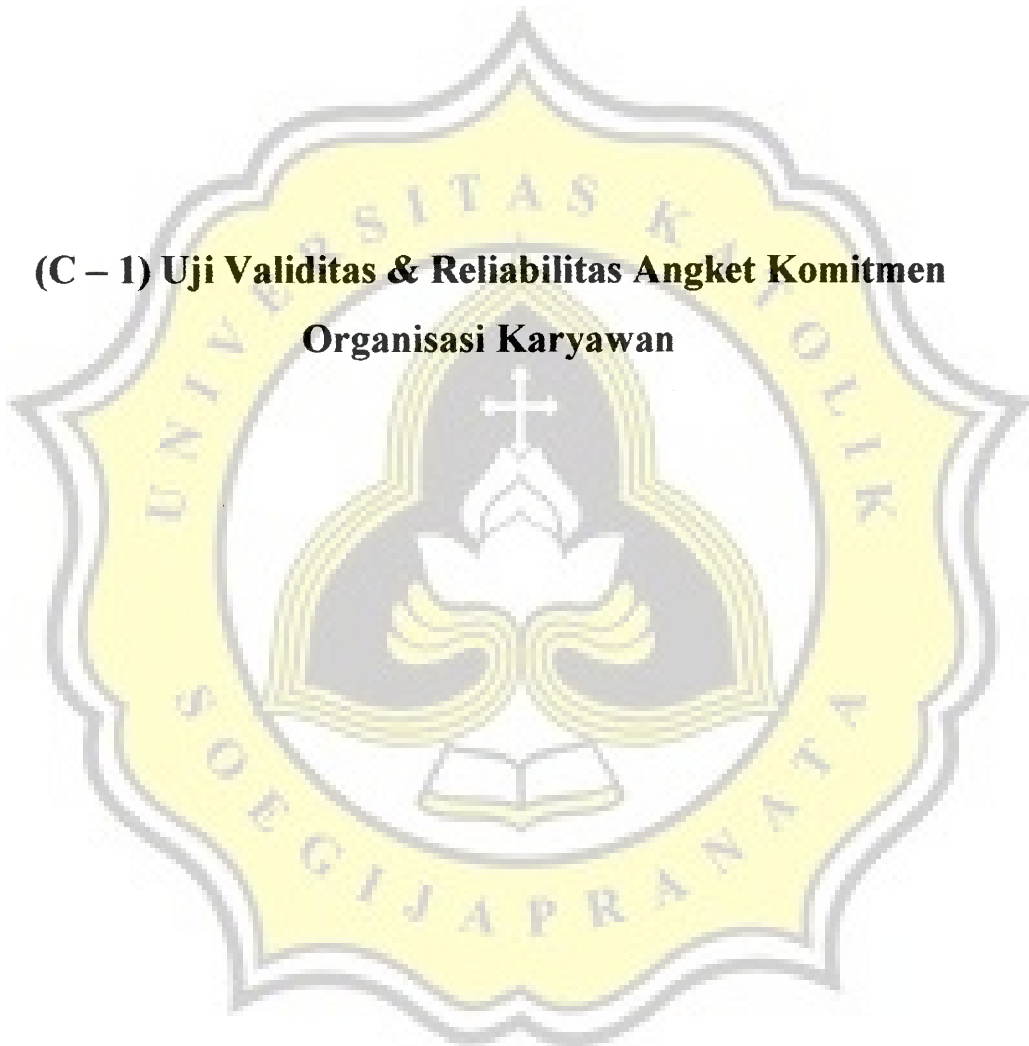 (C – 1) Uji Validitas & Reliabilitas Angket Komitmen
Organisasi Karyawan
UNIVERSITAS KATOLIK
SOEGIJAPRANATA